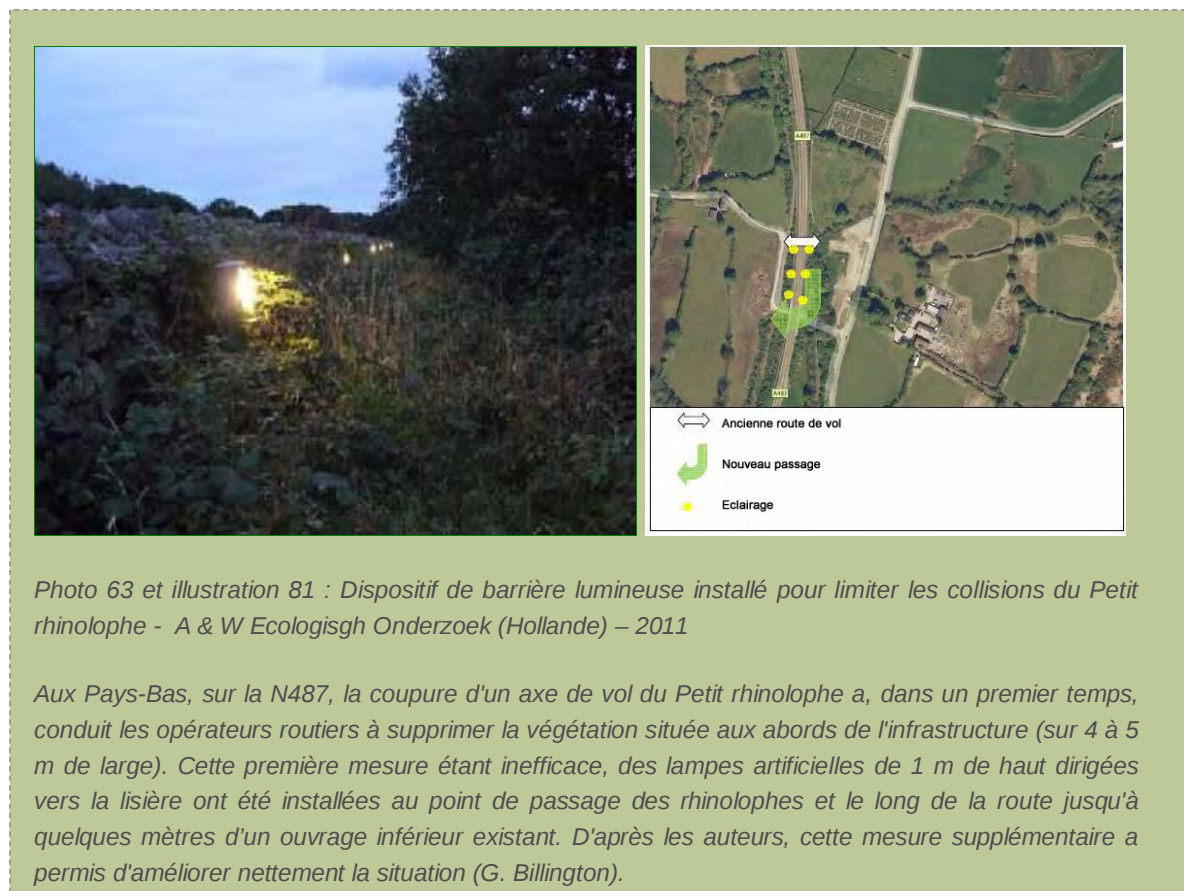 A487
A487
Ancienne route de vol
Nouveau passage
Eclairage
Photo 63 et illustration 81 : Dispositif de barrière lumineuse installé pour limiter les collisions du Petit
rhinolophe - A & W Ecologisgh Onderzoek (Hollande) – 2011
Aux Pays-Bas, sur la N487, la coupure d'un axe de vol du Petit rhinolophe a, dans un premier temps,
conduit les opérateurs routiers à supprimer la végétation située aux abords de l'infrastructure (sur 4 à 5
m de large). Cette première mesure étant inefficace, des lampes artificielles de 1 m de haut dirigées
vers la lisière ont été installées au point de passage des rhinolophes et le long de la route jusqu'à
quelques mètres d’un ouvrage inférieur existant. D'après les auteurs, cette mesure supplémentaire a
permis d'améliorer nettement la situation (G. Billington).